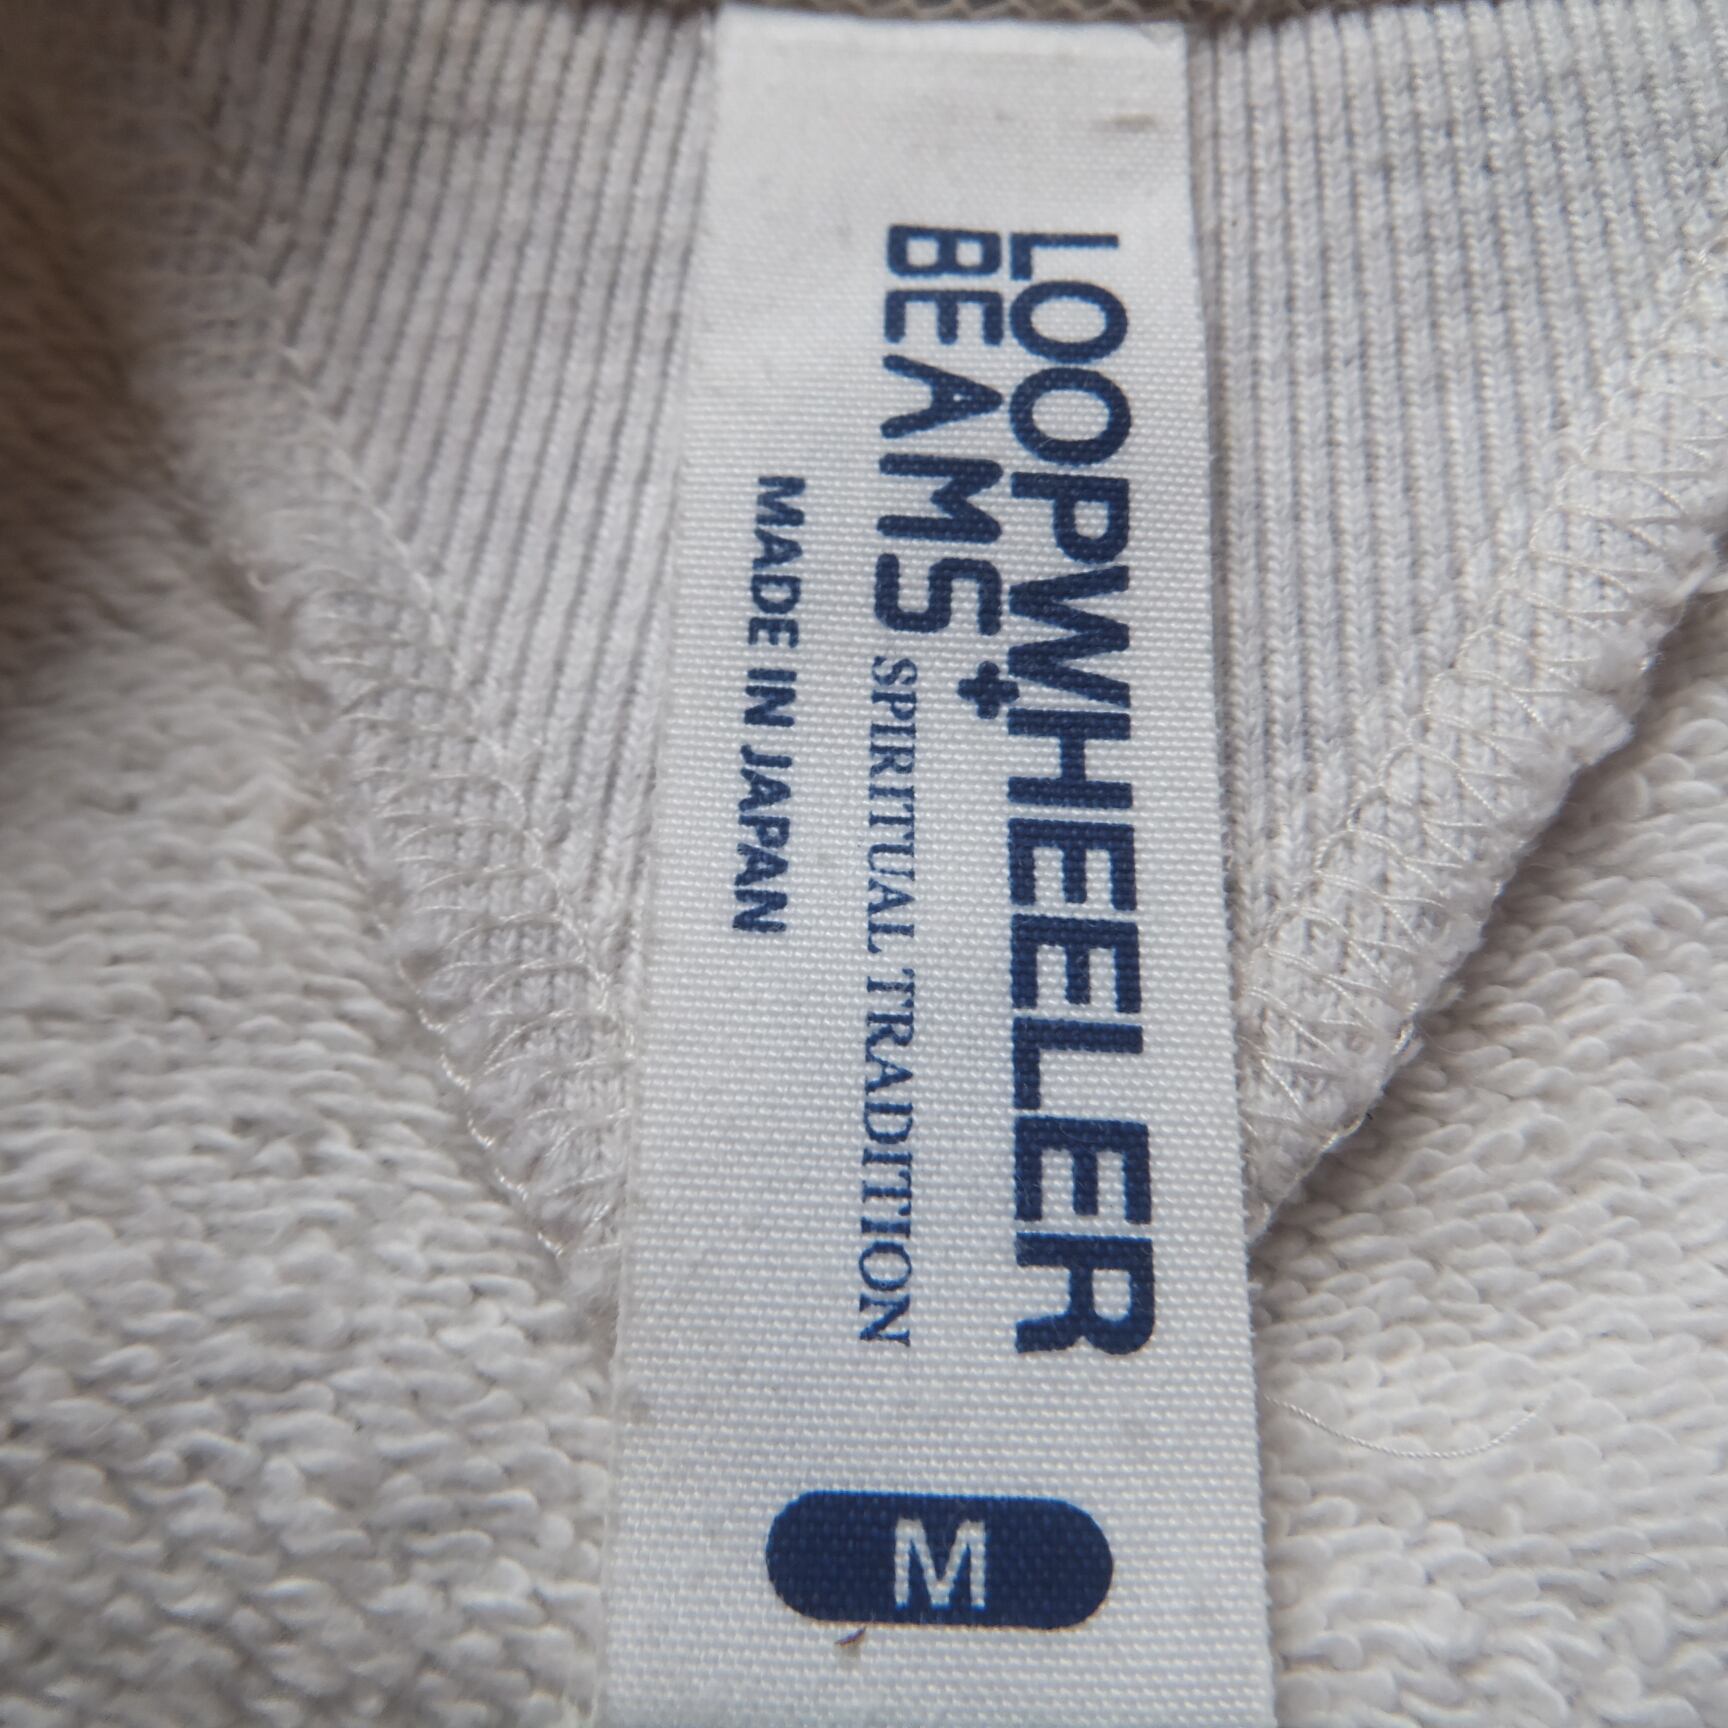 LOOPWHEELER
BEAMS+ SPIRITUAL TRADITION
MADE IN JAPAN
M